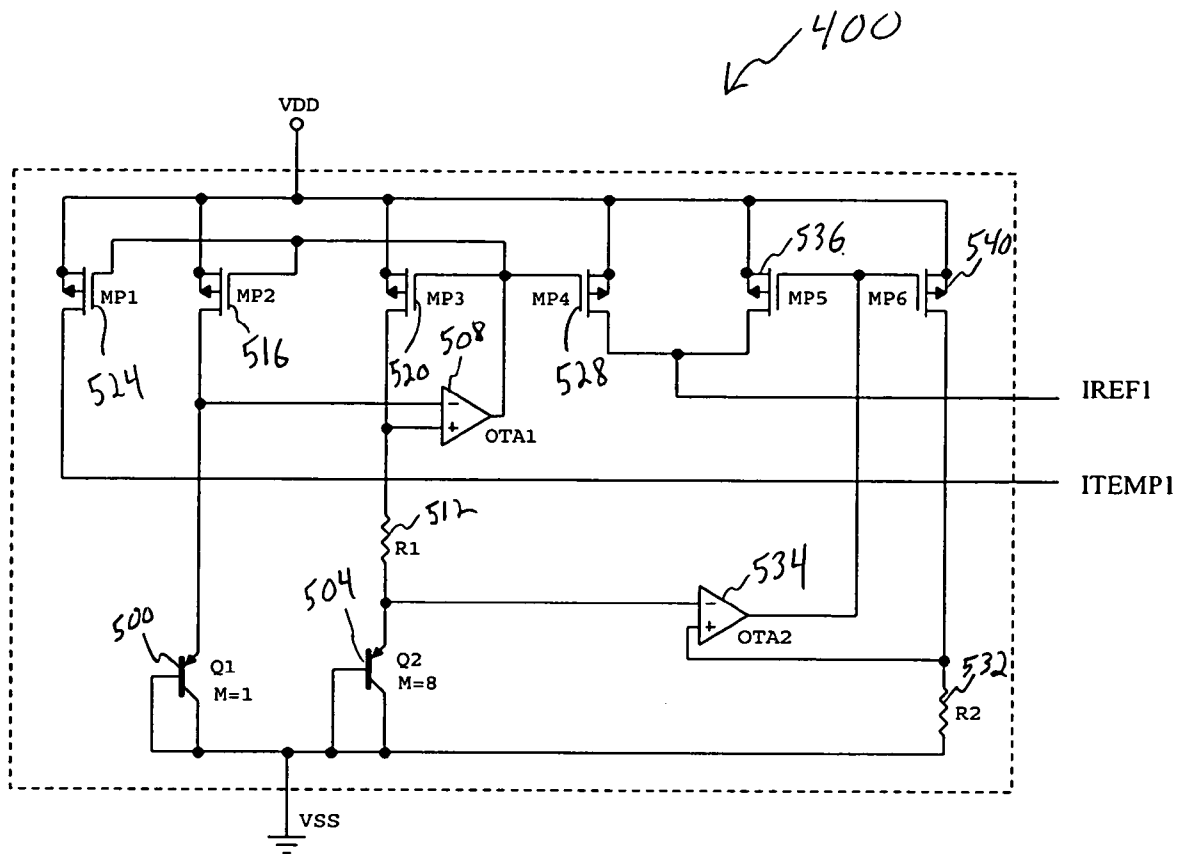 400
VDD
536
540
MP1
MP2
MP3
MP4
MP5
MP6
508
524
516
520
528
IREF1
-
+
OTA1
ITEMP1
512
R1
534
504
-
+
OTA2
500
Q1
M=1
Q2
M=8
532
R2
VSS